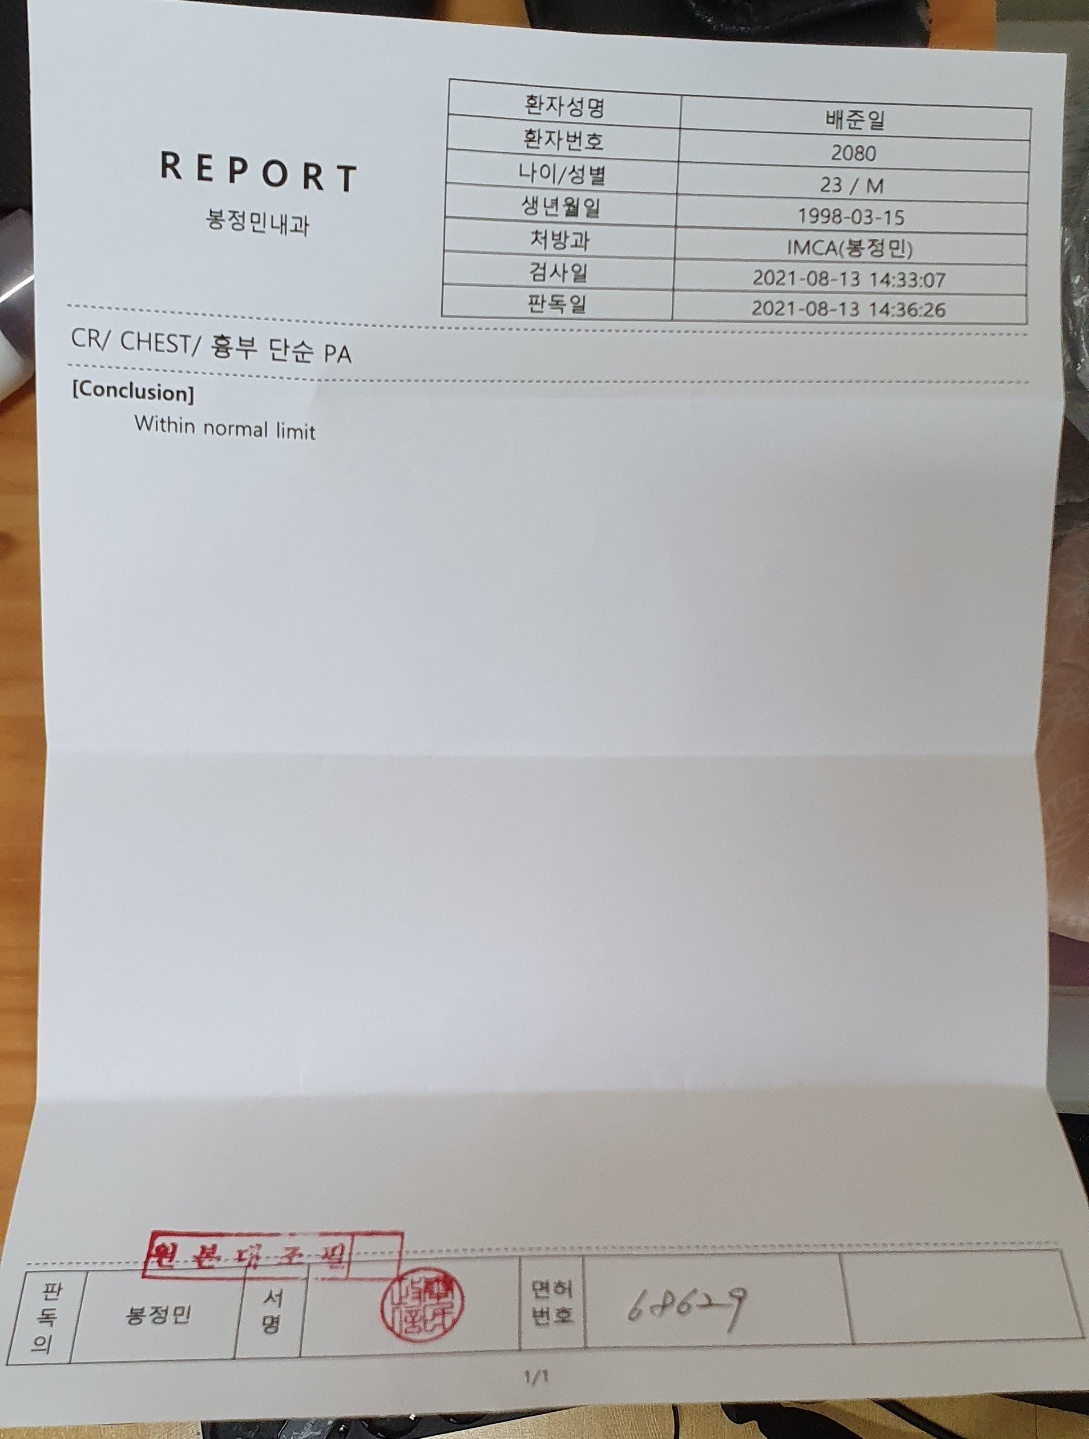 REPORT
봉정민내과
환자성명 배준일
환자번호 2080
나이/성별 23 / M
생년월일 1998-03-15
처방과 IMCA(봉정민)
검사일 2021-08-13 14:33:07
판독일 2021-08-13 14:36:26
CR/ CHEST/ 흉부 단순 PA
[Conclusion]
Within normal limit
원본대조필
판독의 봉정민 서명 면허번호 68629
1/1